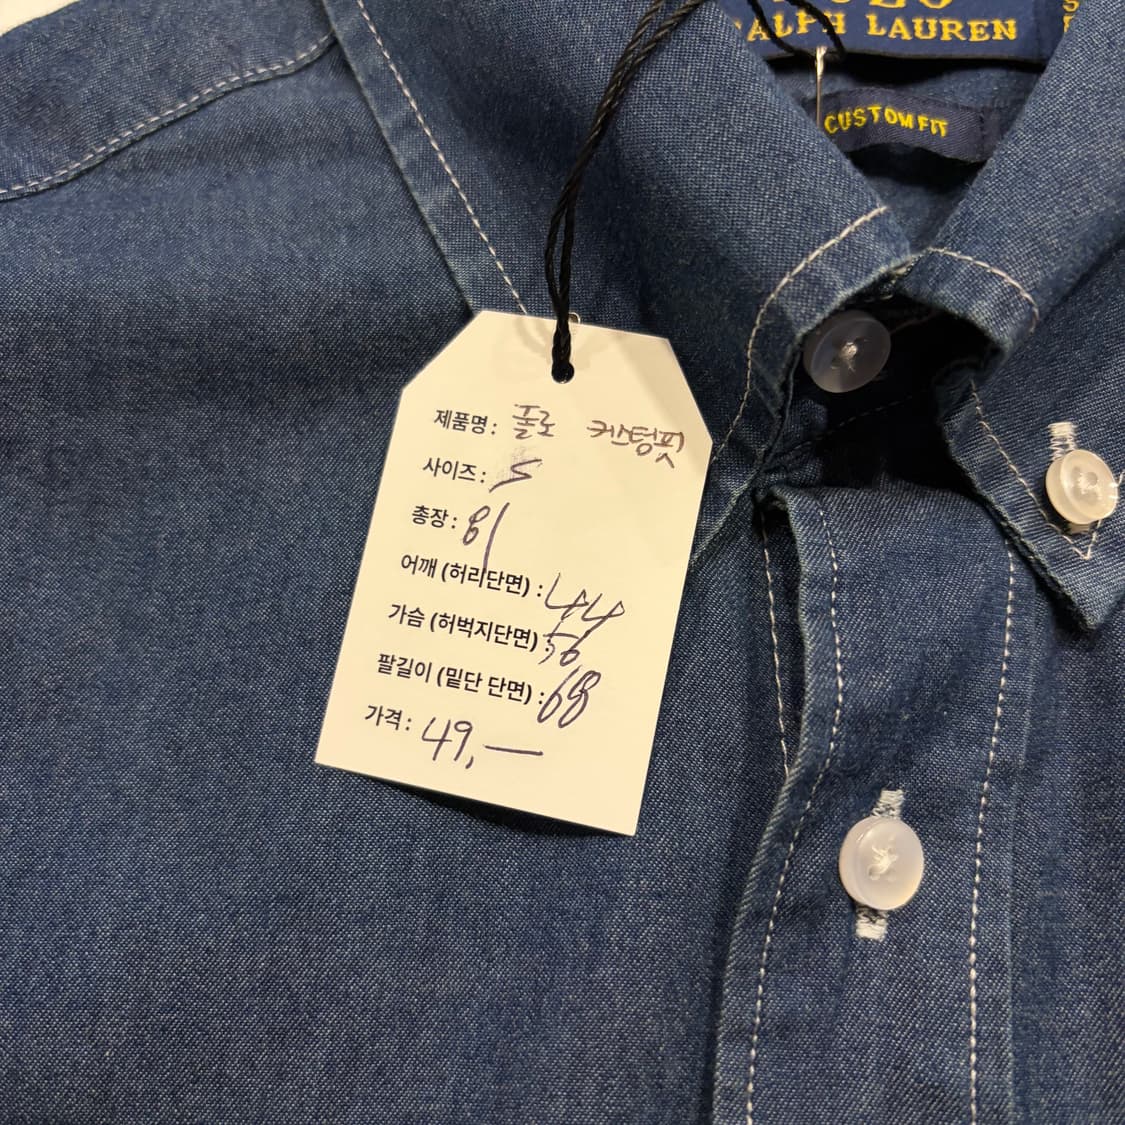 RALPH LAUREN
CUSTOM FIT
제품명: 폴로 커스텀핏
사이즈: S
총장: 81
어깨 (허리단면) : 44
가슴 (허벅지단면) : 56
팔길이 (밑단 단면) : 68
가격: 49,—